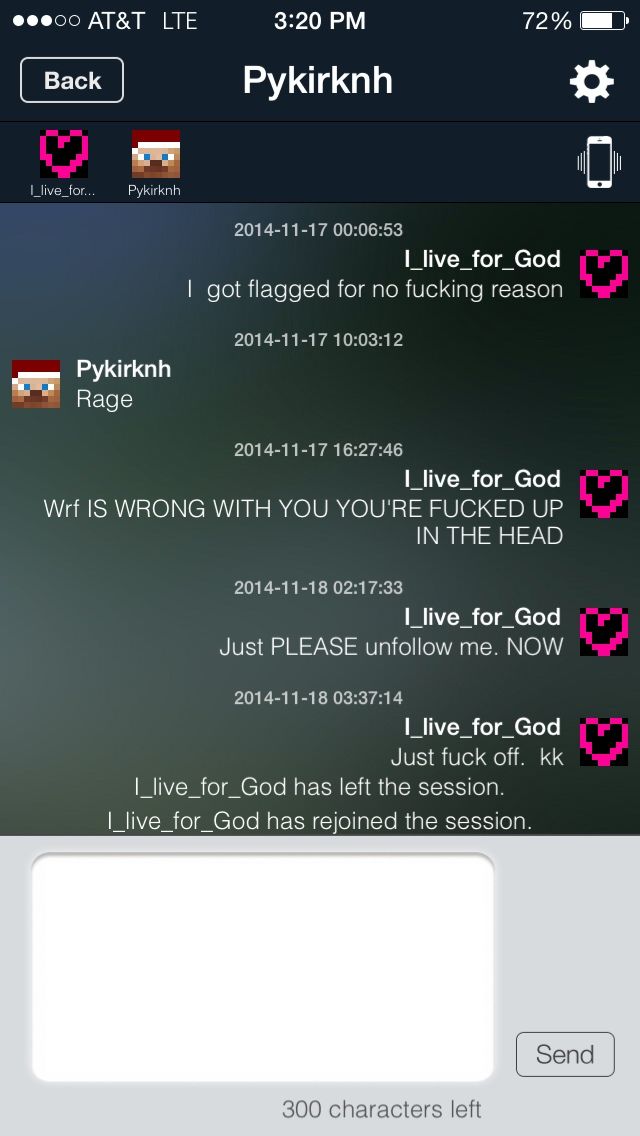 AT&T LTE 3:20 PM 72%
Back Pykirknh
I_live_for... Pykirknh
2014-11-17 00:06:53
I_live_for_God
I got flagged for no fucking reason
2014-11-17 10:03:12
Pykirknh
Rage
2014-11-17 16:27:46
I_live_for_God
Wrf IS WRONG WITH YOU YOU'RE FUCKED UP
IN THE HEAD
2014-11-18 02:17:33
I_live_for_God
Just PLEASE unfollow me. NOW
2014-11-18 03:37:14
I_live_for_God
Just fuck off. kk
I_live_for_God has left the session.
I_live_for_God has rejoined the session.
Send
300 characters left